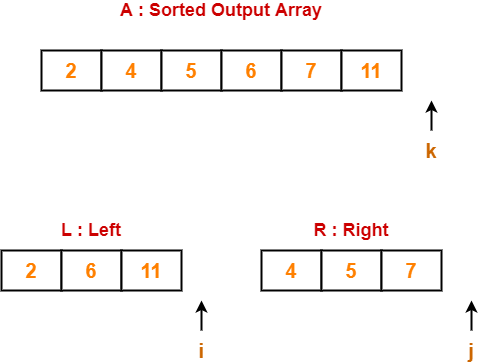 A : Sorted Output Array
2 4 5 6 7 11
k
L : Left R : Right
2 6 11 4 5 7
i j